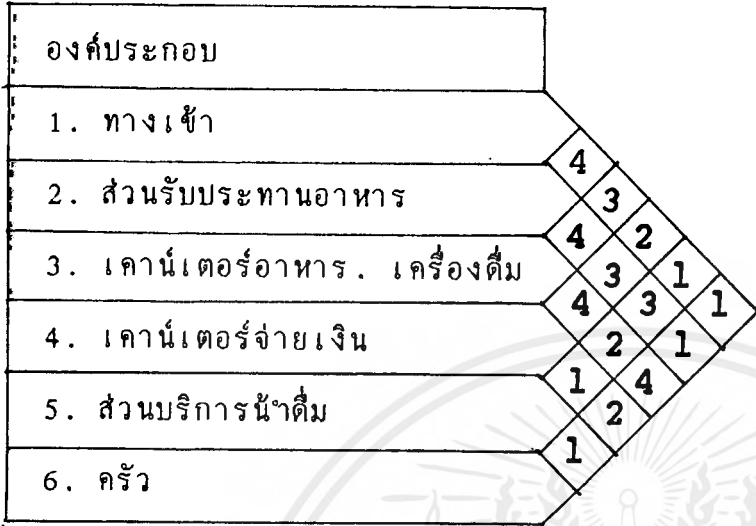 องค์ประกอบ
1. ทางเข้า
4
3
2. ส่วนรับประทานอาหาร
4 2
3. เคาน์เตอร์อาหาร. เครื่องดื่ม
3 1
4 3 1
4. เคาน์เตอร์จ่ายเงิน
2 1
1 4
5. ส่วนบริการน้ำดื่ม
2
1
6. ครัว